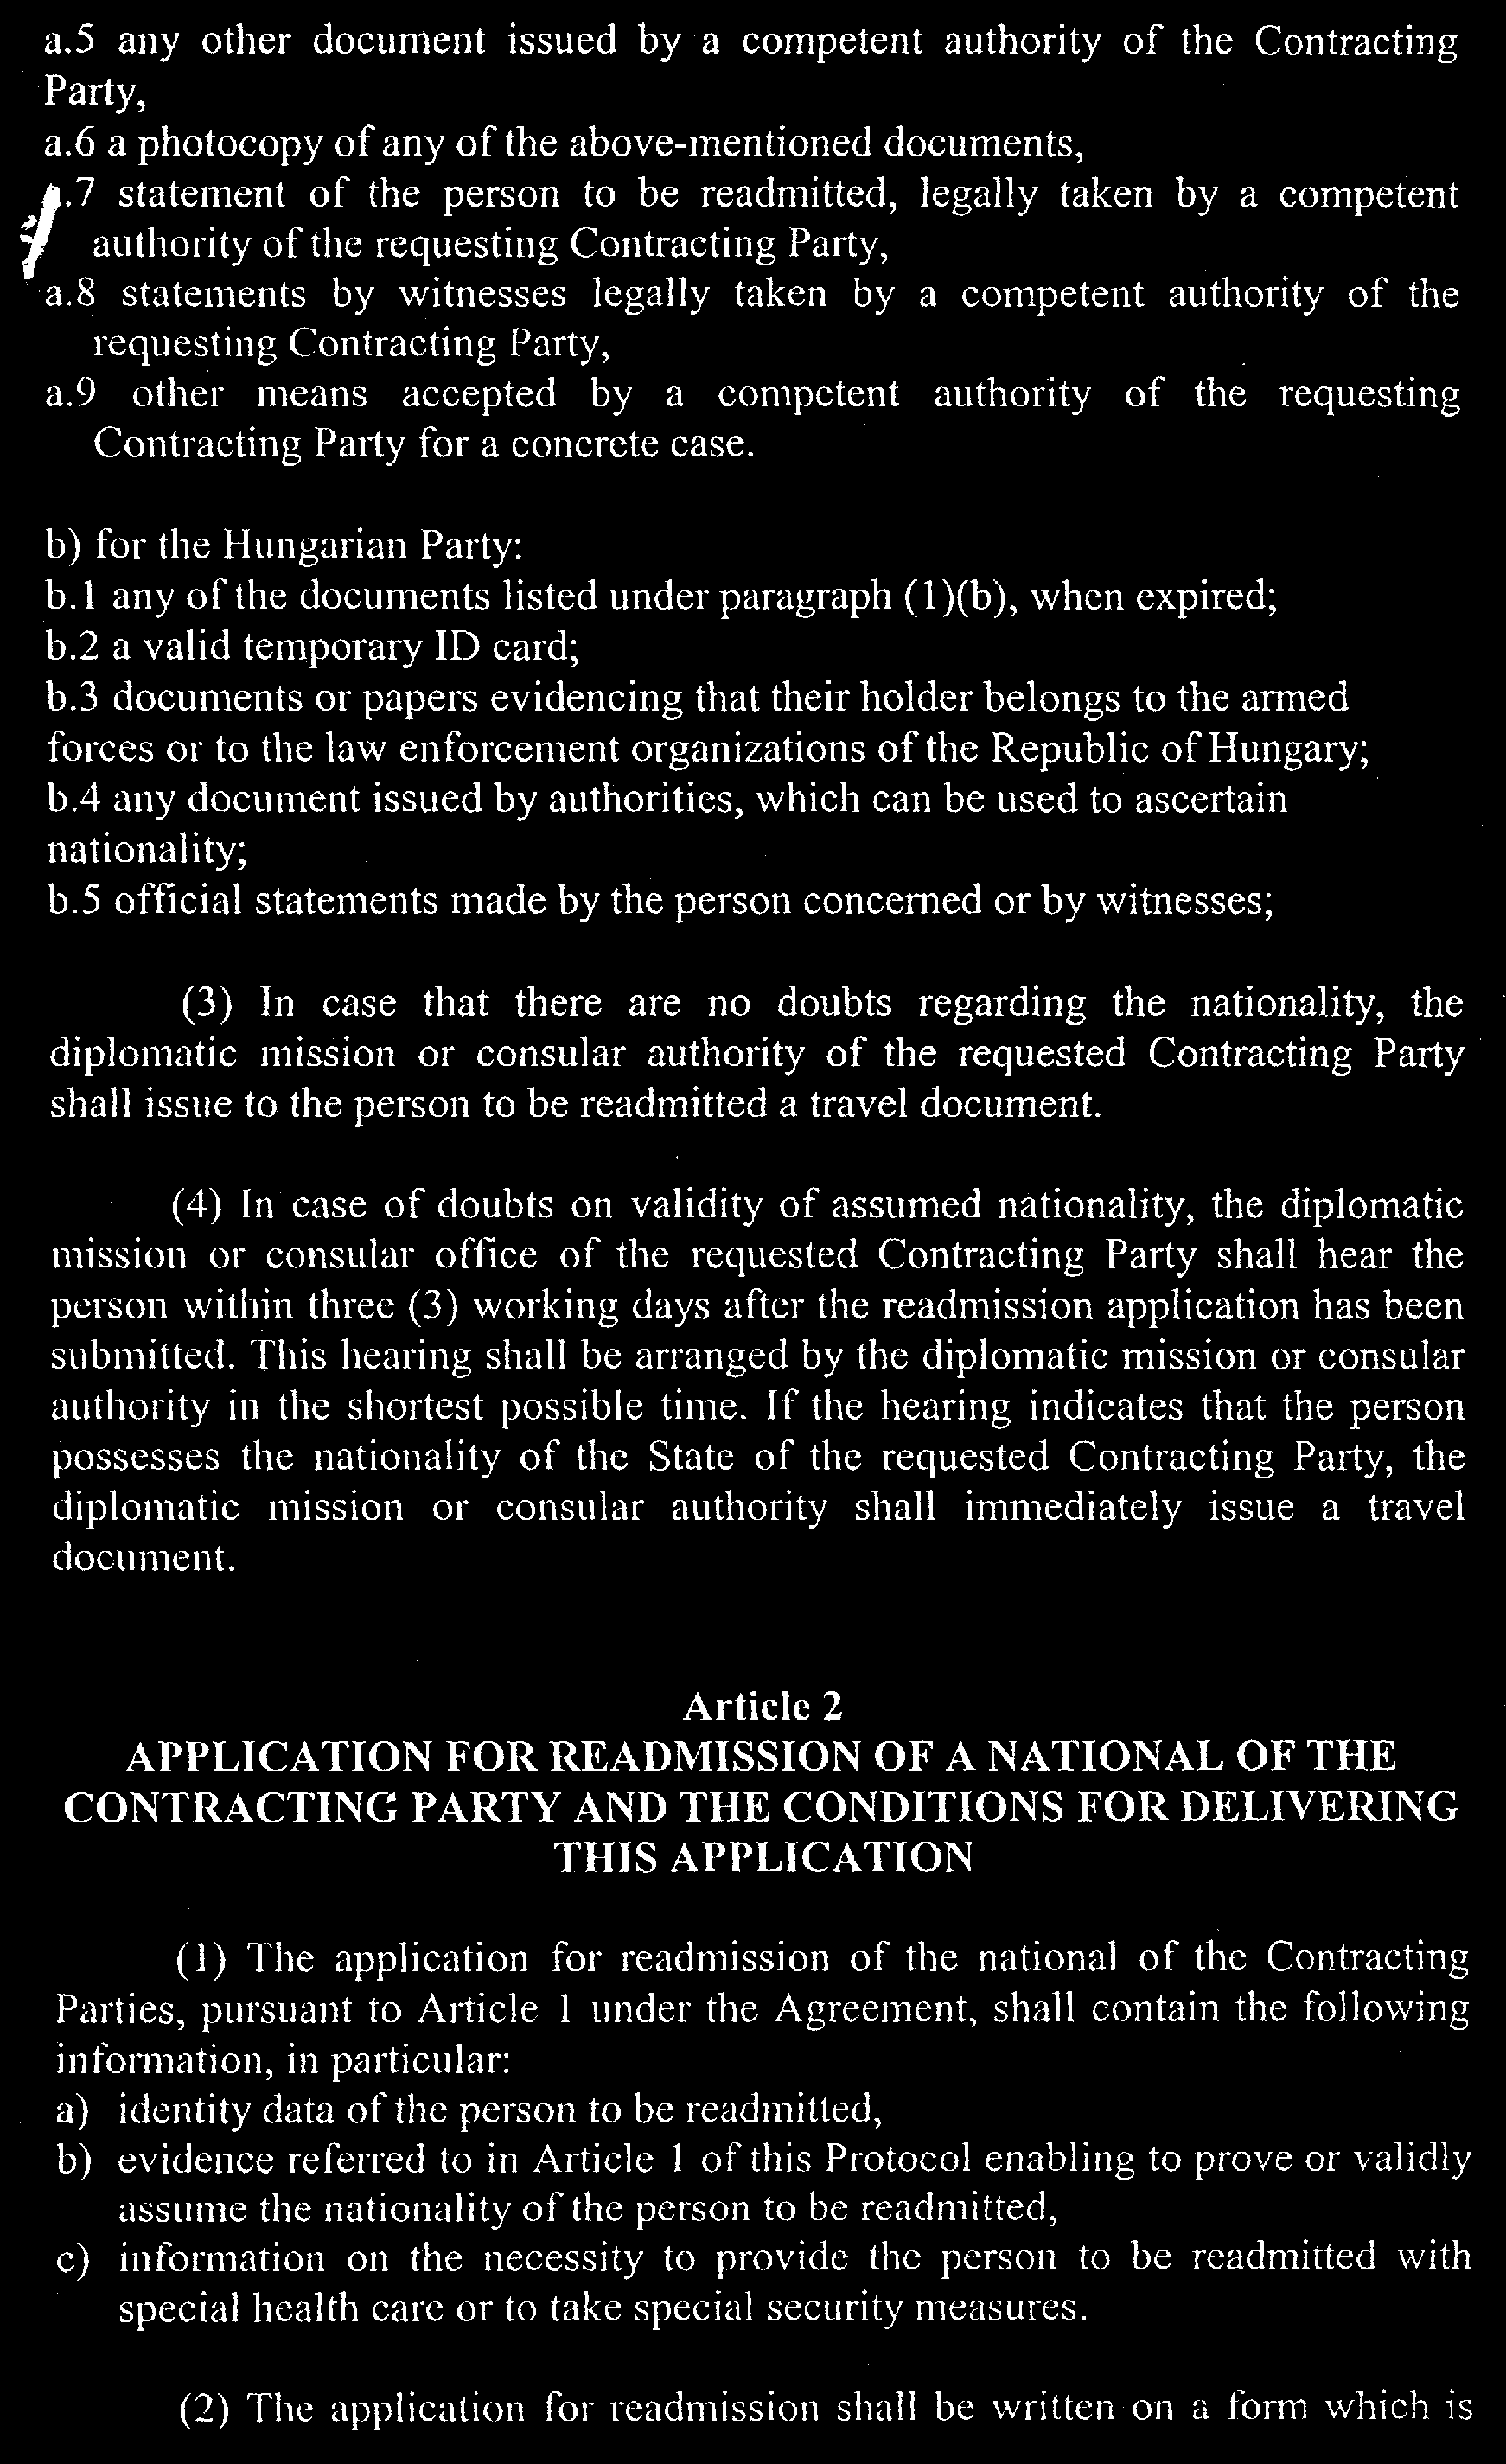 a.5 any other document issued by a competent authority of the Contracting
Party,
a.6 a photocopy of any of the above-mentioned documents,
a.7 statement of the person to be readmitted, legally taken by a competent
authority of the requesting Contracting Party,
a.8 statements by witnesses legally taken by a competent authority of the
requesting Contracting Party,
a.9 other means accepted by a competent authority of the requesting
Contracting Party for a concrete case.
b) for the Hungarian Party:
b.1 any of the documents listed under paragraph (1)(b), when expired;
b.2 a valid temporary ID card;
b.3 documents or papers evidencing that their holder belongs to the armed
forces or to the law enforcement organizations of the Republic of Hungary;
b.4 any document issued by authorities, which can be used to ascertain
nationality;
b.5 official statements made by the person concerned or by witnesses;
(3) In case that there are no doubts regarding the nationality, the
diplomatic mission or consular authority of the requested Contracting Party
shall issue to the person to be readmitted a travel document.
(4) In case of doubts on validity of assumed nationality, the diplomatic
mission or consular office of the requested Contracting Party shall hear the
person within three (3) working days after the readmission application has been
submitted. This hearing shall be arranged by the diplomatic mission or consular
authority in the shortest possible time. If the hearing indicates that the person
possesses the nationality of the State of the requested Contracting Party, the
diplomatic mission or consular authority shall immediately issue a travel
document.
Article 2
APPLICATION FOR READMISSION OF A NATIONAL OF THE
CONTRACTING PARTY AND THE CONDITIONS FOR DELIVERING
THIS APPLICATION
(1) The application for readmission of the national of the Contracting
Parties, pursuant to Article 1 under the Agreement, shall contain the following
information, in particular:
a) identity data of the person to be readmitted,
b) evidence referred to in Article 1 of this Protocol enabling to prove or validly
assume the nationality of the person to be readmitted,
c) information on the necessity to provide the person to be readmitted with
special health care or to take special security measures.
(2) The application for readmission shall be written on a form which is